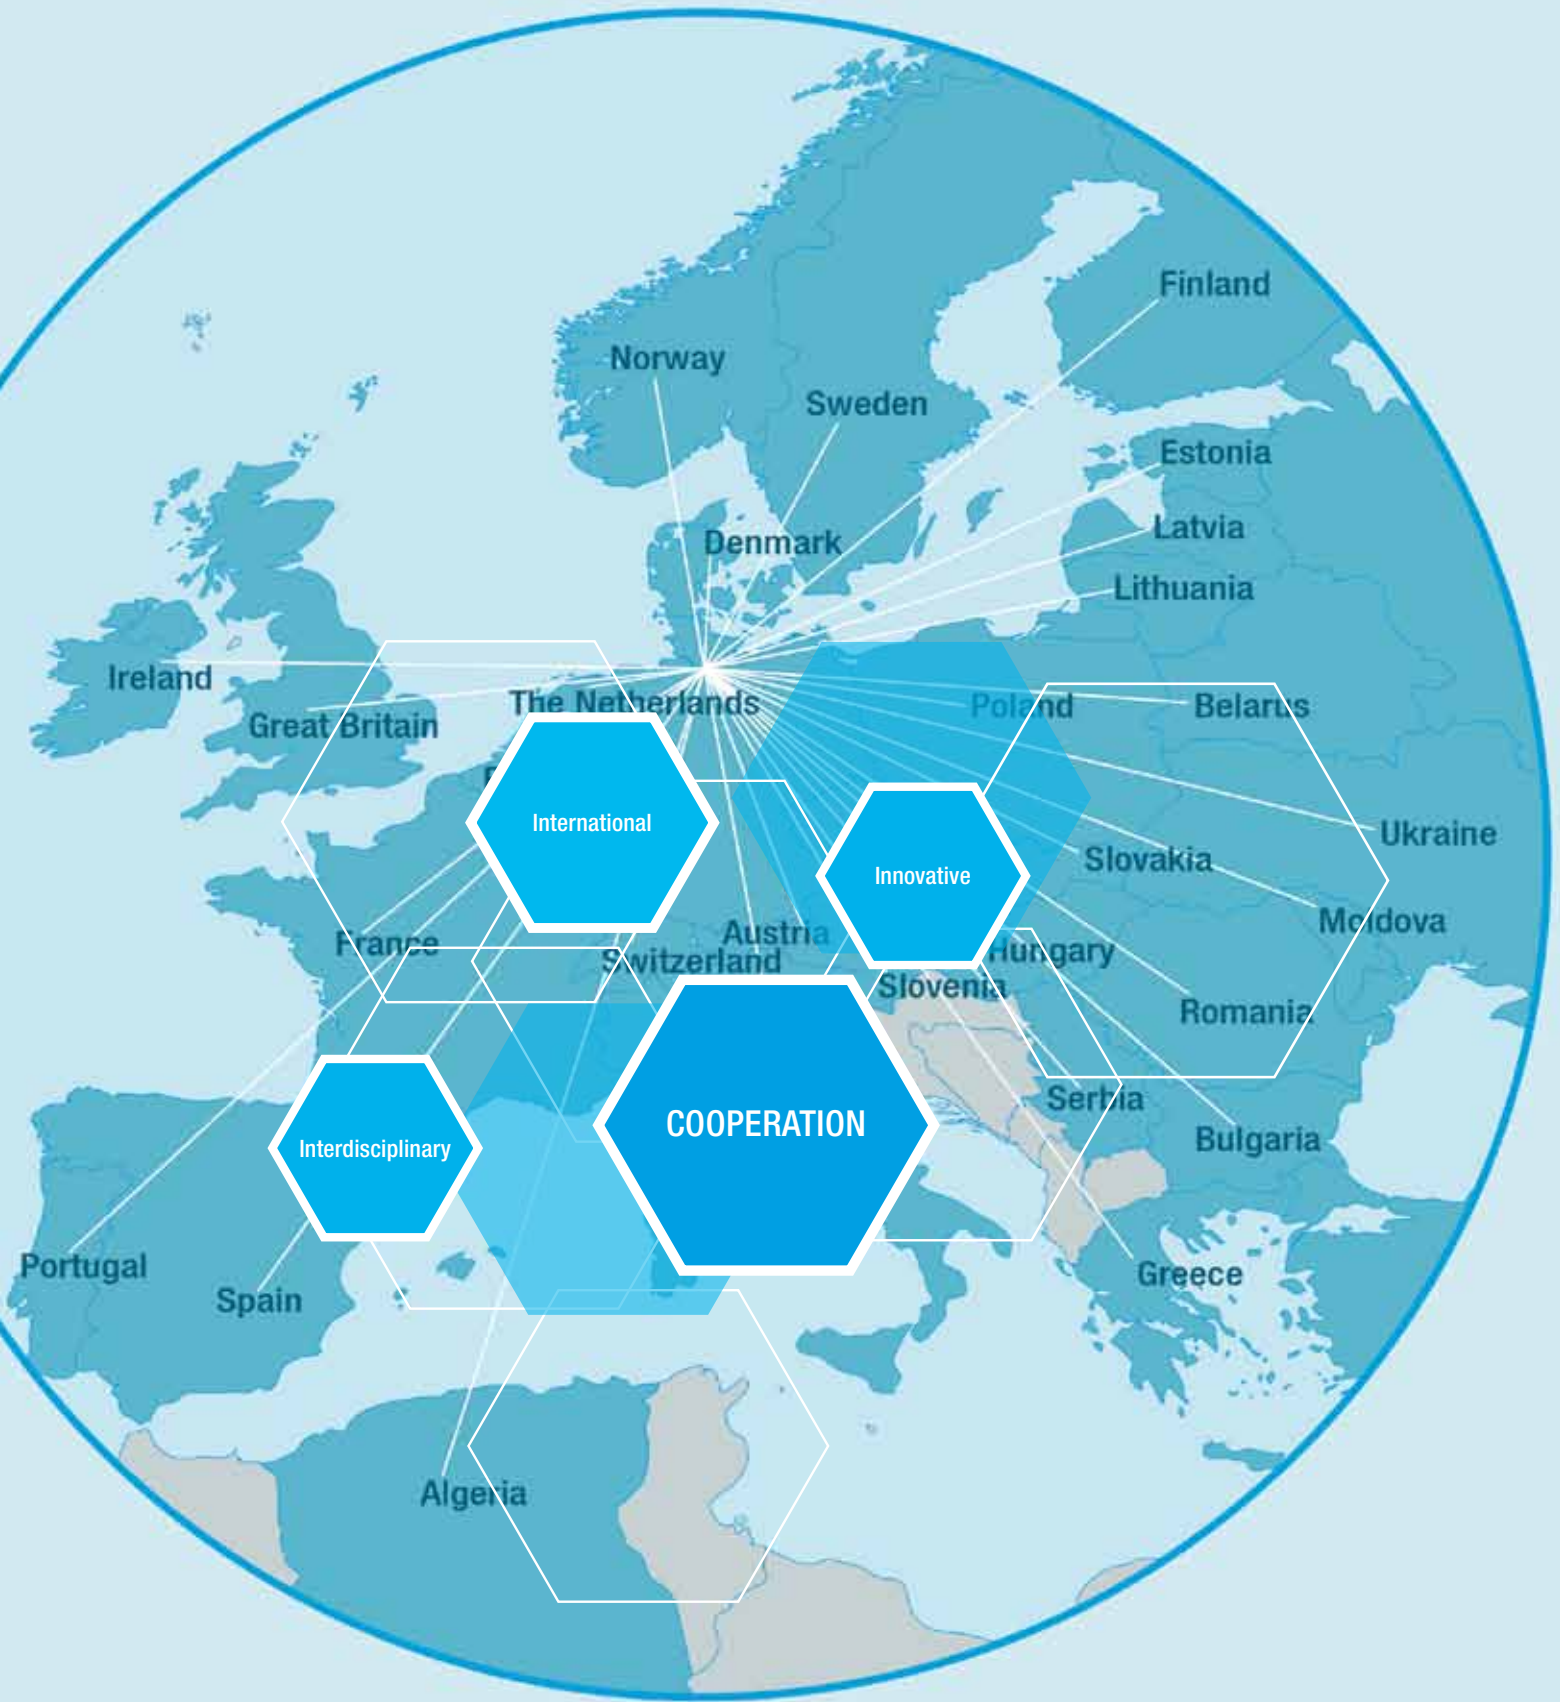 Finland
Norway
Sweden
Estonia
Latvia
Denmark
Lithuania
Ireland
The Netherlands
Poland
Belarus
Great Britain
International
Ukraine
Slovakia
Innovative
Moldova
Austria
France
Hungary
Switzerland
Slovenia
Romania
Serbia
COOPERATION
Bulgaria
Interdisciplinary
Portugal
Greece
Spain
Algeria